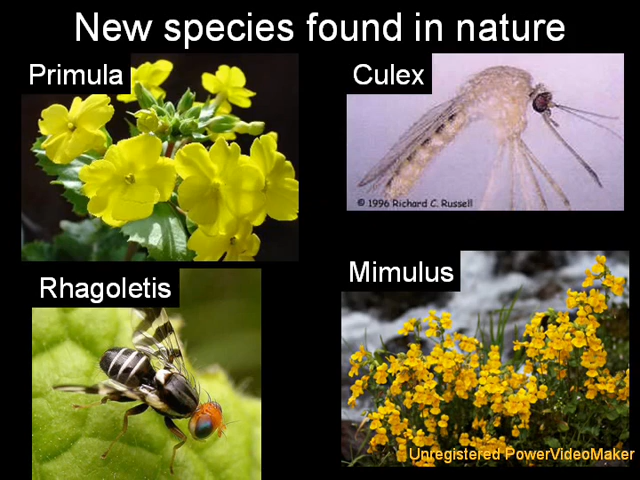 New species found in nature
Primula
Culex
© 1996 Richard C. Russell
Rhagoletis
Mimulus
Unregistered PowerVideoMaker